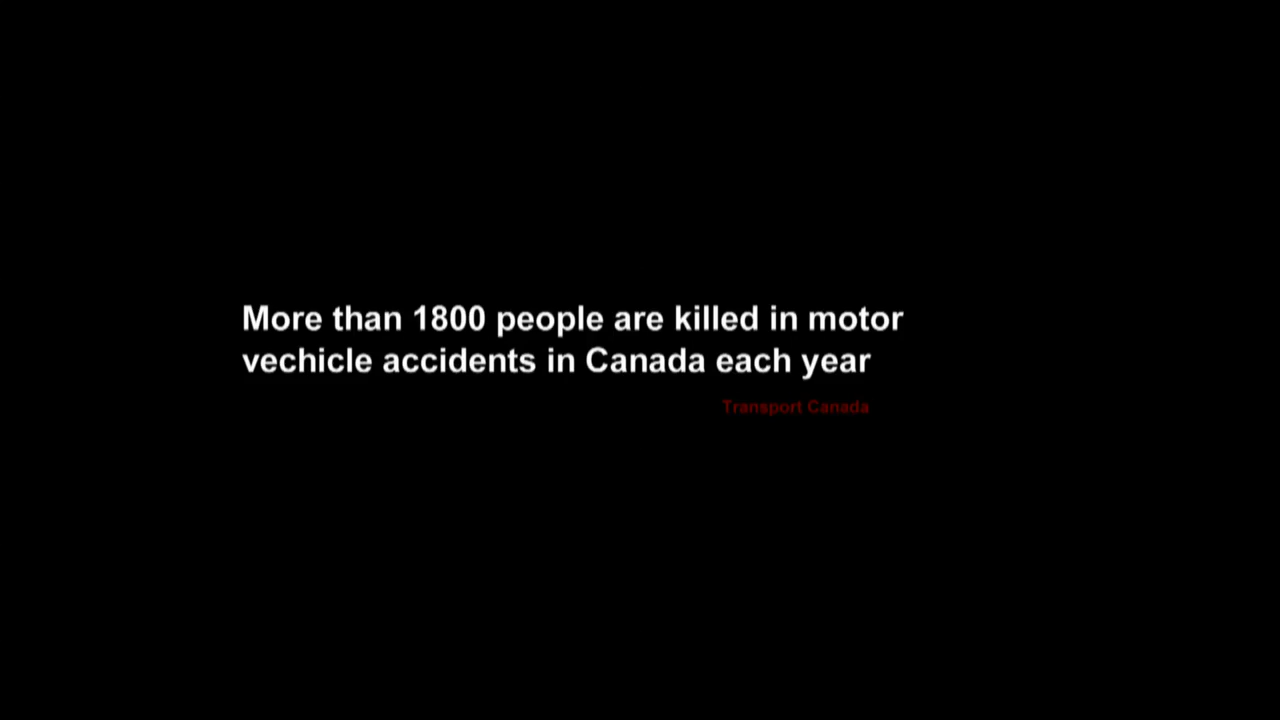 More than 1800 people are killed in motor
vechicle accidents in Canada each year
Transport Canada